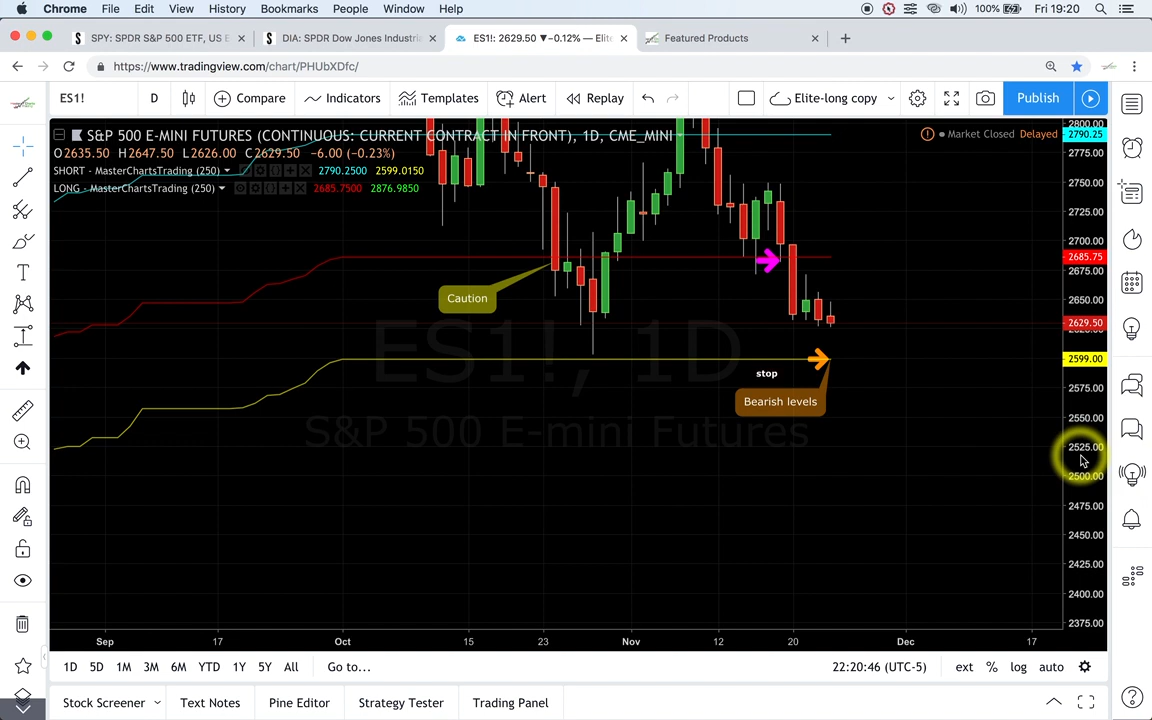 Chrome File Edit View History Bookmarks People Window Help 100% Fri 19:20
SPY: SPDR S&P 500 ETF, US E DIA: SPDR Dow Jones Industria ES1!: 2629.50 ▼−0.12% — Elite Featured Products
https://www.tradingview.com/chart/PHUbXDfc/
ES1! D Compare Indicators Templates Alert Replay Elite-long copy Publish
S&P 500 E-MINI FUTURES (CONTINUOUS: CURRENT CONTRACT IN FRONT), 1D, CME_MINI
Market Closed Delayed
O 2635.50 H 2647.50 L 2626.00 C 2629.50 −6.00 (−0.23%)
SHORT - MasterChartsTrading (250) 2790.2500 2599.0150
LONG - MasterChartsTrading (250) 2685.7500 2876.9850
2800.00
2790.25
2775.00
2750.00
2725.00
2700.00
2685.75
2675.00
2650.00
2629.50
2599.00
2575.00
2550.00
2525.00
2500.00
2475.00
2450.00
2425.00
2400.00
2375.00
Caution
stop
Bearish levels
ES1!, 1D
S&P 500 E-mini Futures
Sep 17 Oct 15 23 Nov 12 20 Dec 17
1D 5D 1M 3M 6M YTD 1Y 5Y All Go to... 22:20:46 (UTC-5) ext % log auto
Stock Screener Text Notes Pine Editor Strategy Tester Trading Panel